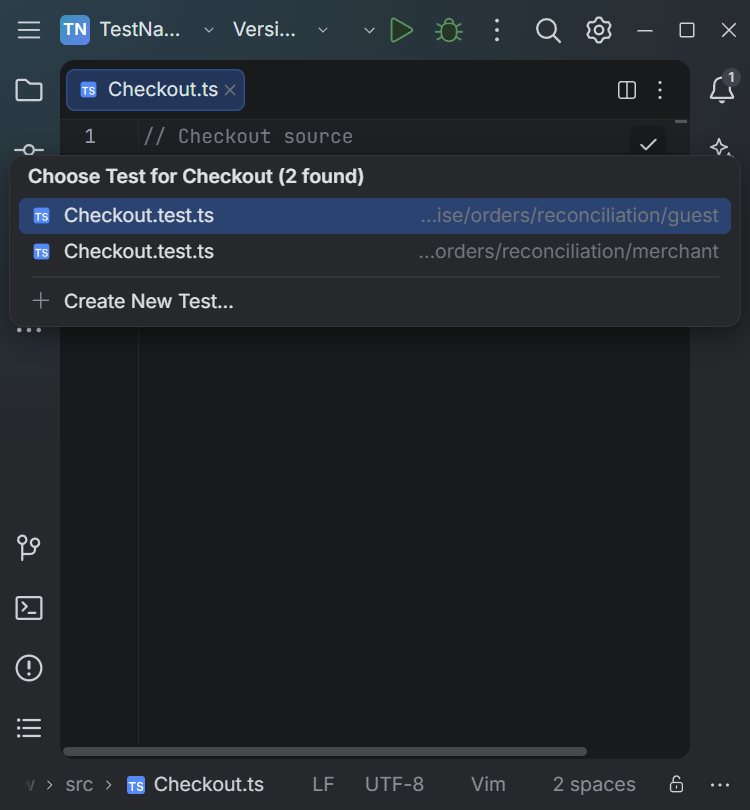 TN TestNa... Versi...
TS Checkout.ts
1
1 // Checkout source
Choose Test for Checkout (2 found)
TS Checkout.test.ts ...ise/orders/reconciliation/guest
TS Checkout.test.ts ...orders/reconciliation/merchant
Create New Test...
src TS Checkout.ts LF UTF-8 Vim 2 spaces